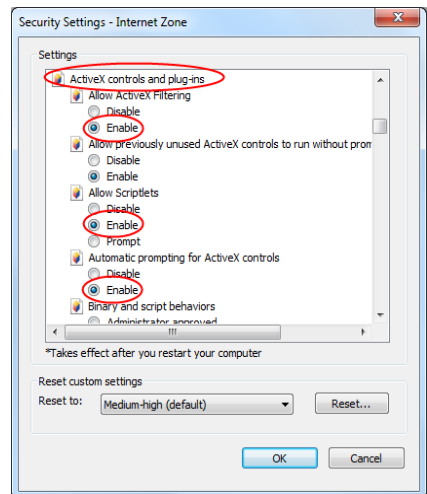 Security Settings - Internet Zone
Settings
ActiveX controls and plug-ins
Allow ActiveX Filtering
Disable
Enable
Allow previously unused ActiveX controls to run without prom
Disable
Enable
Allow Scriptlets
Disable
Enable
Prompt
Automatic prompting for ActiveX controls
Disable
Enable
Binary and script behaviors
Administrator approved
*Takes effect after you restart your computer
Reset custom settings
Reset to: Medium-high (default) Reset...
OK Cancel